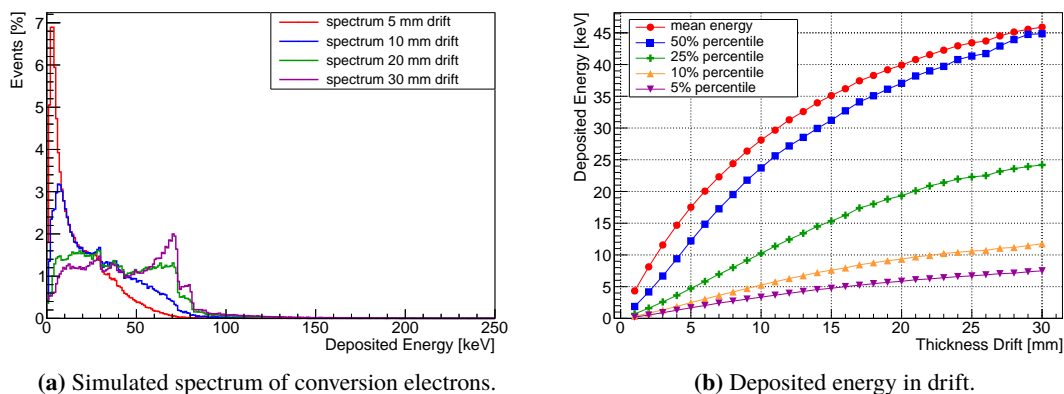 Events [%]
7
6
5
4
3
2
1
0
spectrum 5 mm drift
spectrum 10 mm drift
spectrum 20 mm drift
spectrum 30 mm drift
0 50 100 150 200 250
Deposited Energy [keV]
(a) Simulated spectrum of conversion electrons.
Deposited Energy [keV]
45
40
35
30
25
20
15
10
5
0
mean energy
50% percentile
25% percentile
10% percentile
5% percentile
0 5 10 15 20 25 30
Thickness Drift [mm]
(b) Deposited energy in drift.